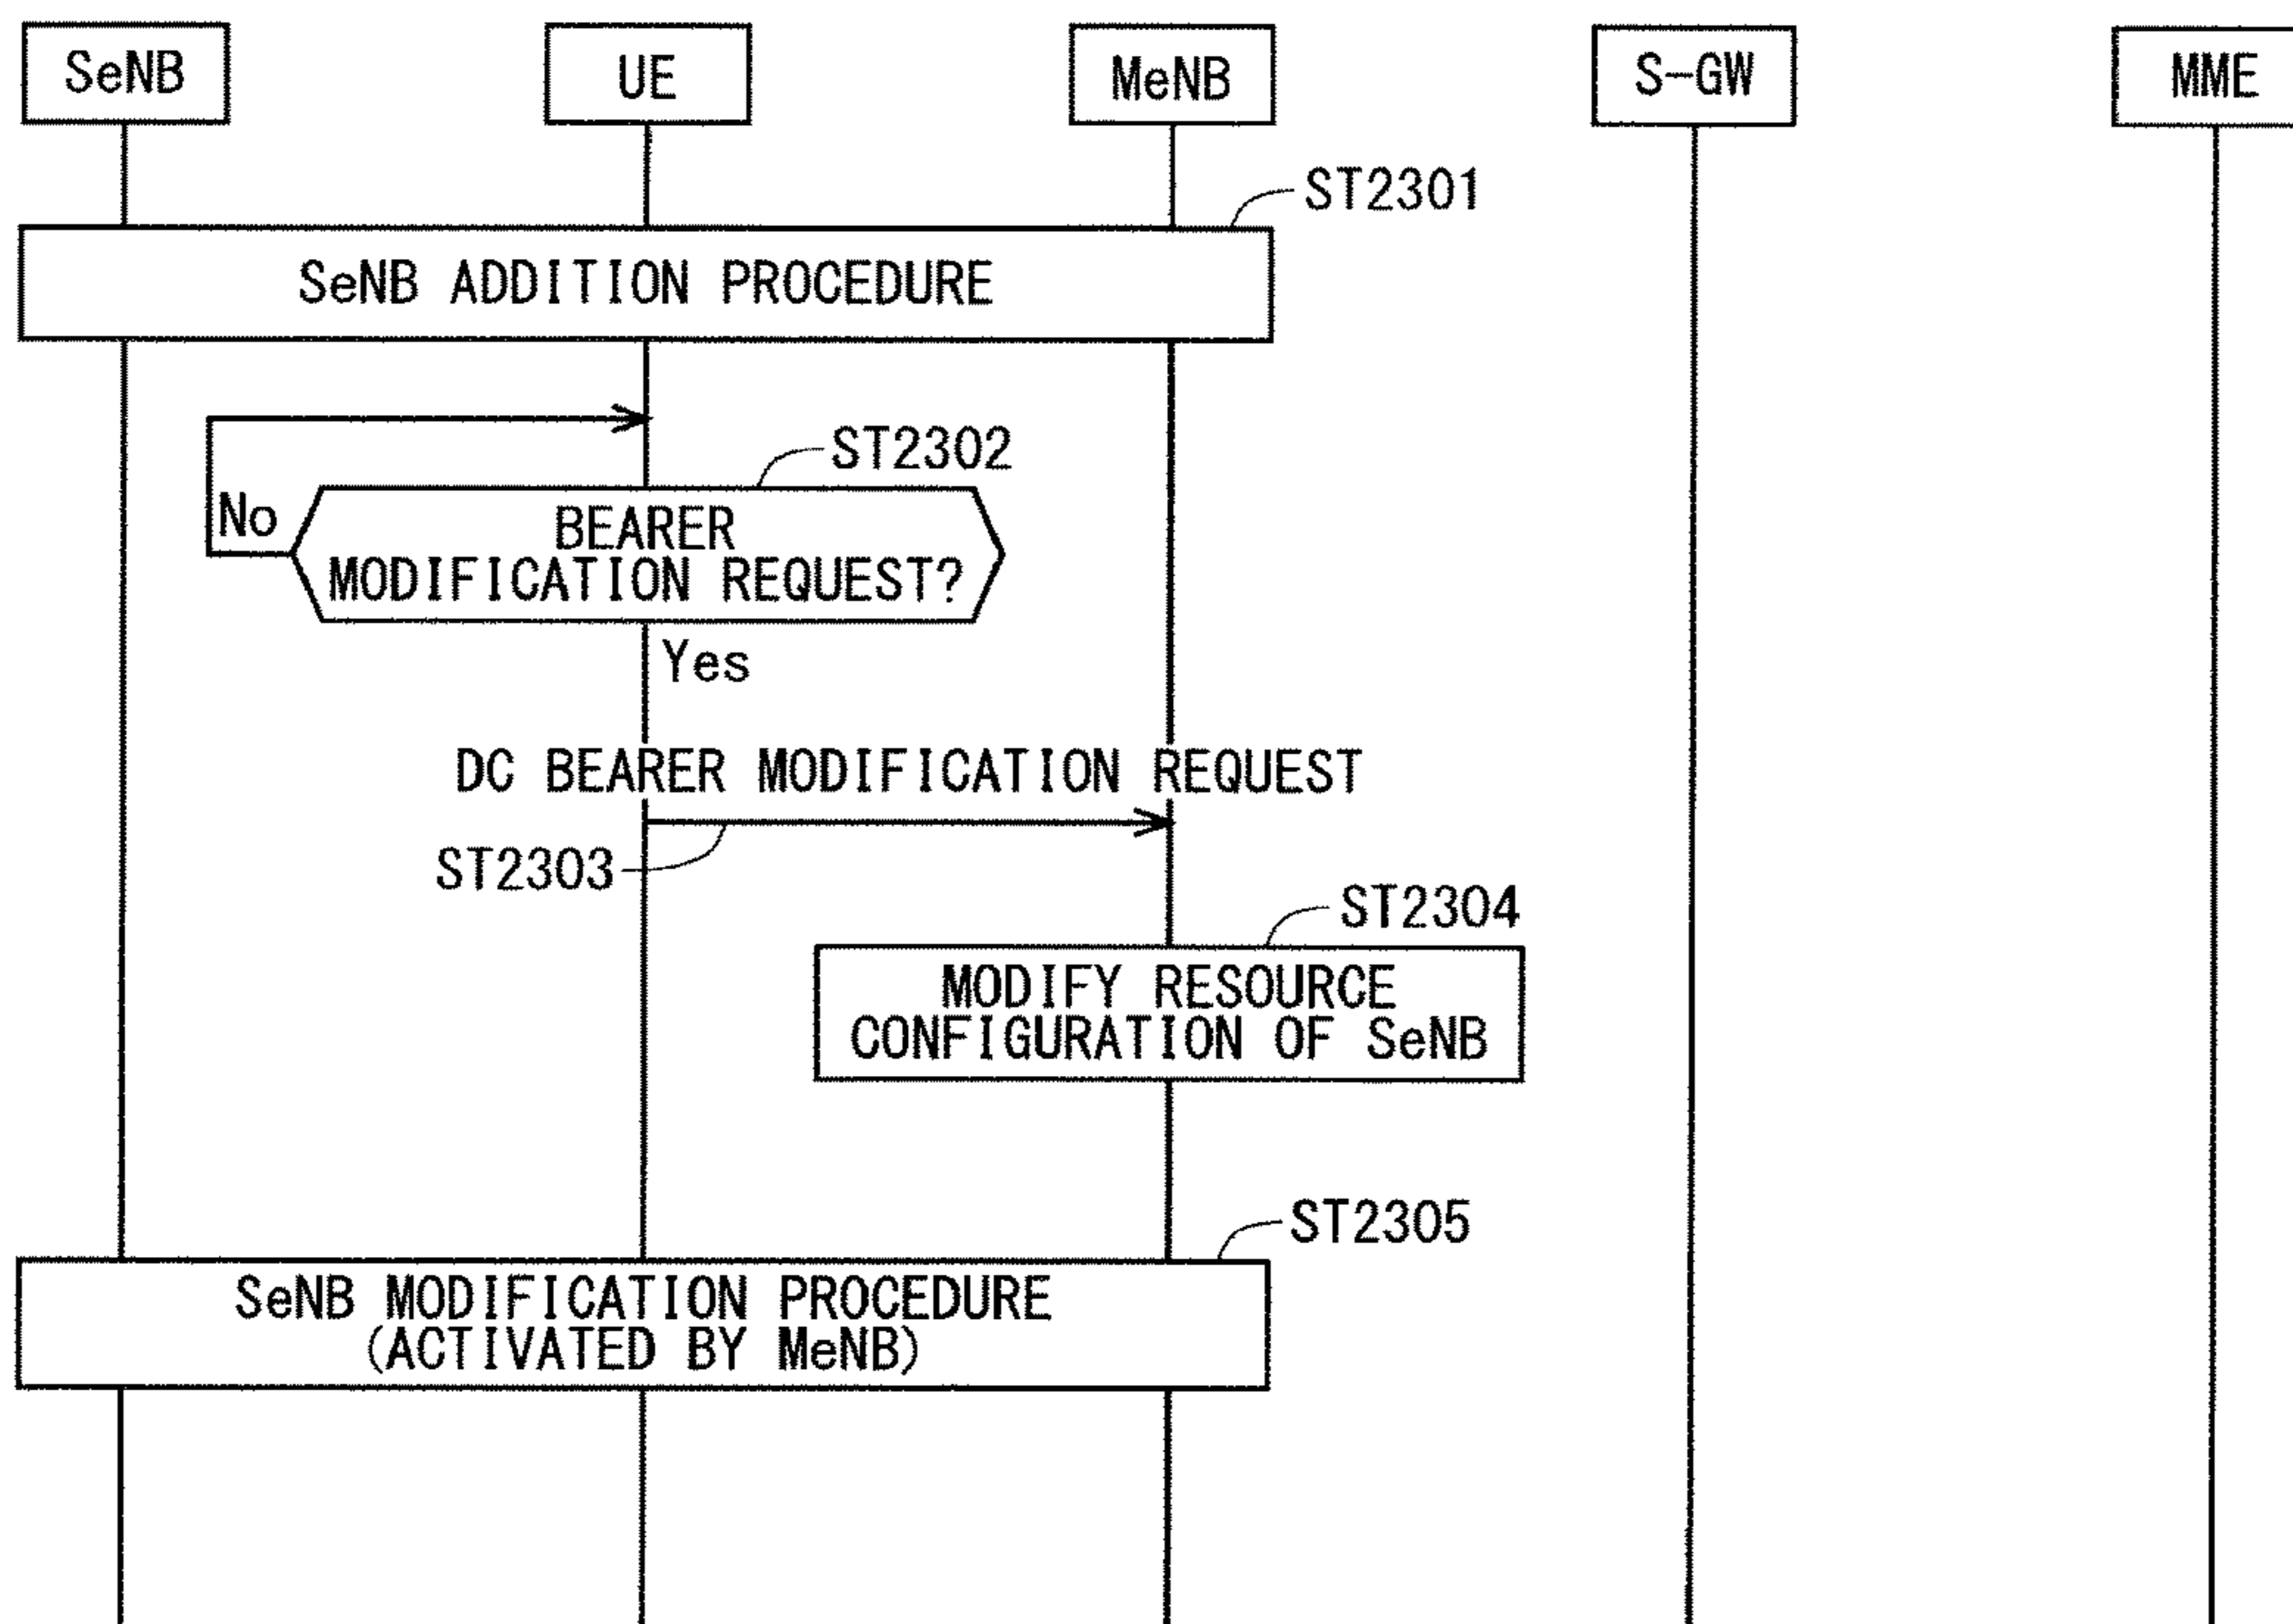 SeNB
UE
MeNB
S-GW
MME
ST2301
SeNB ADDITION PROCEDURE
ST2302
No
BEARER
MODIFICATION REQUEST?
Yes
DC BEARER MODIFICATION REQUEST
ST2303
ST2304
MODIFY RESOURCE
CONFIGURATION OF SeNB
ST2305
SeNB MODIFICATION PROCEDURE
(ACTIVATED BY MeNB)